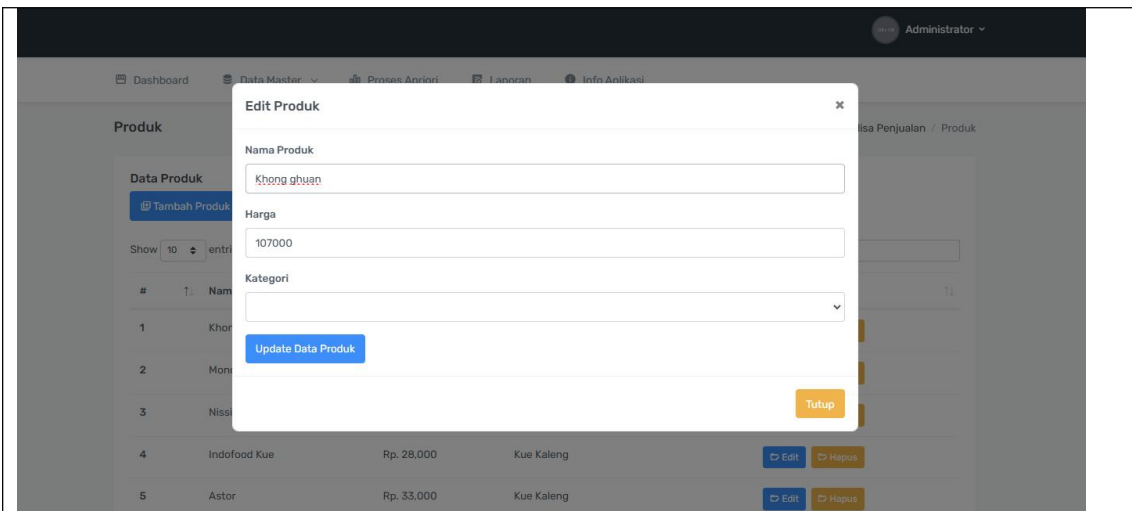 Administrator
Dashboard Data Master Proses Apriori Laporan Info Aplikasi
Edit Produk ×
Produk lisa Penjualan / Produk
Nama Produk
Data Produk
Khong ghuan
Tambah Produk
Harga
Show 10 entri
107000
Kategori
# Nam
1 Khon
Update Data Produk
2 Mon
3 Nissi
Tutup
4 Indofood Kue Rp. 28,000 Kue Kaleng Edit Hapus
5 Astor Rp. 33,000 Kue Kaleng Edit Hapus